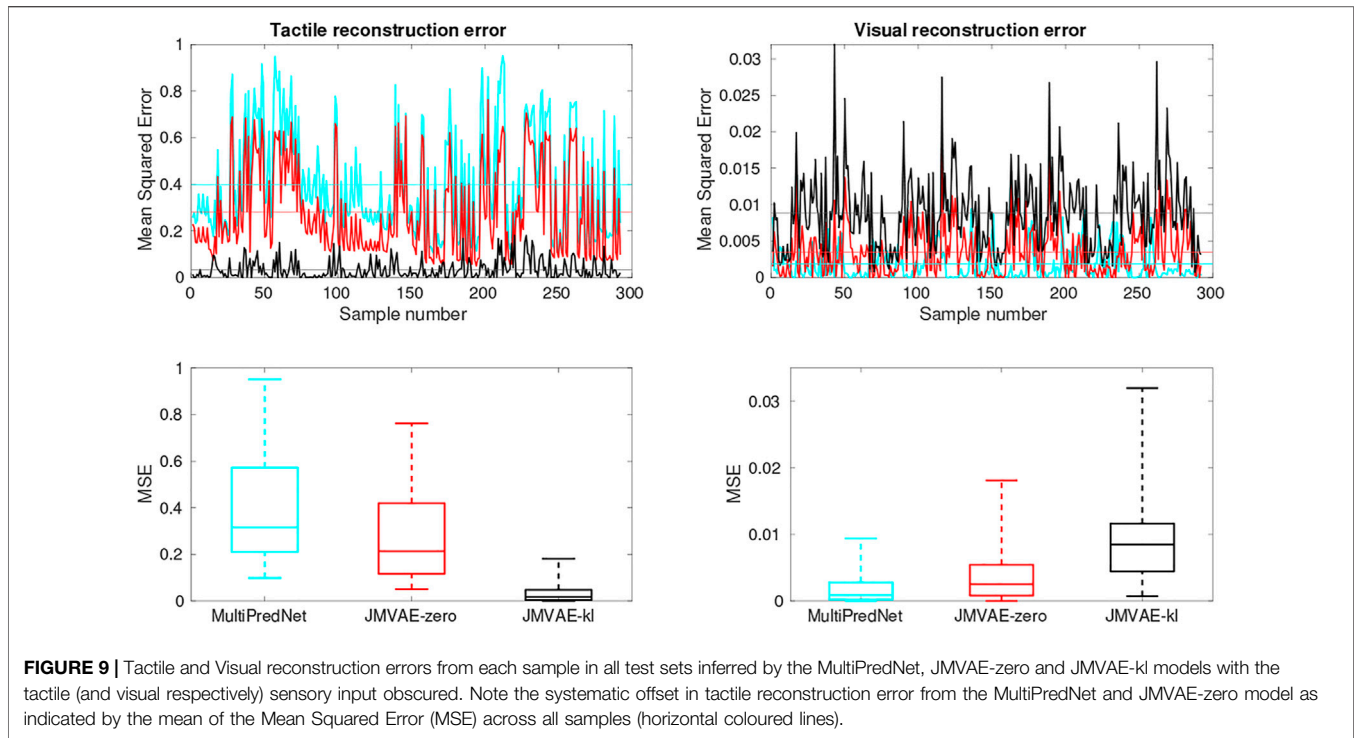 Tactile reconstruction error
Mean Squared Error
1
0.8
0.6
0.4
0.2
0
0 50 100 150 200 250 300
Sample number
Visual reconstruction error
Mean Squared Error
0.03
0.025
0.02
0.015
0.01
0.005
0
0 50 100 150 200 250 300
Sample number
MSE
1
0.8
0.6
0.4
0.2
0
MultiPredNet JMVAE-zero JMVAE-kl
MSE
0.03
0.02
0.01
0
MultiPredNet JMVAE-zero JMVAE-kl
FIGURE 9 | Tactile and Visual reconstruction errors from each sample in all test sets inferred by the MultiPredNet, JMVAE-zero and JMVAE-kl models with the
tactile (and visual respectively) sensory input obscured. Note the systematic offset in tactile reconstruction error from the MultiPredNet and JMVAE-zero model as
indicated by the mean of the Mean Squared Error (MSE) across all samples (horizontal coloured lines).